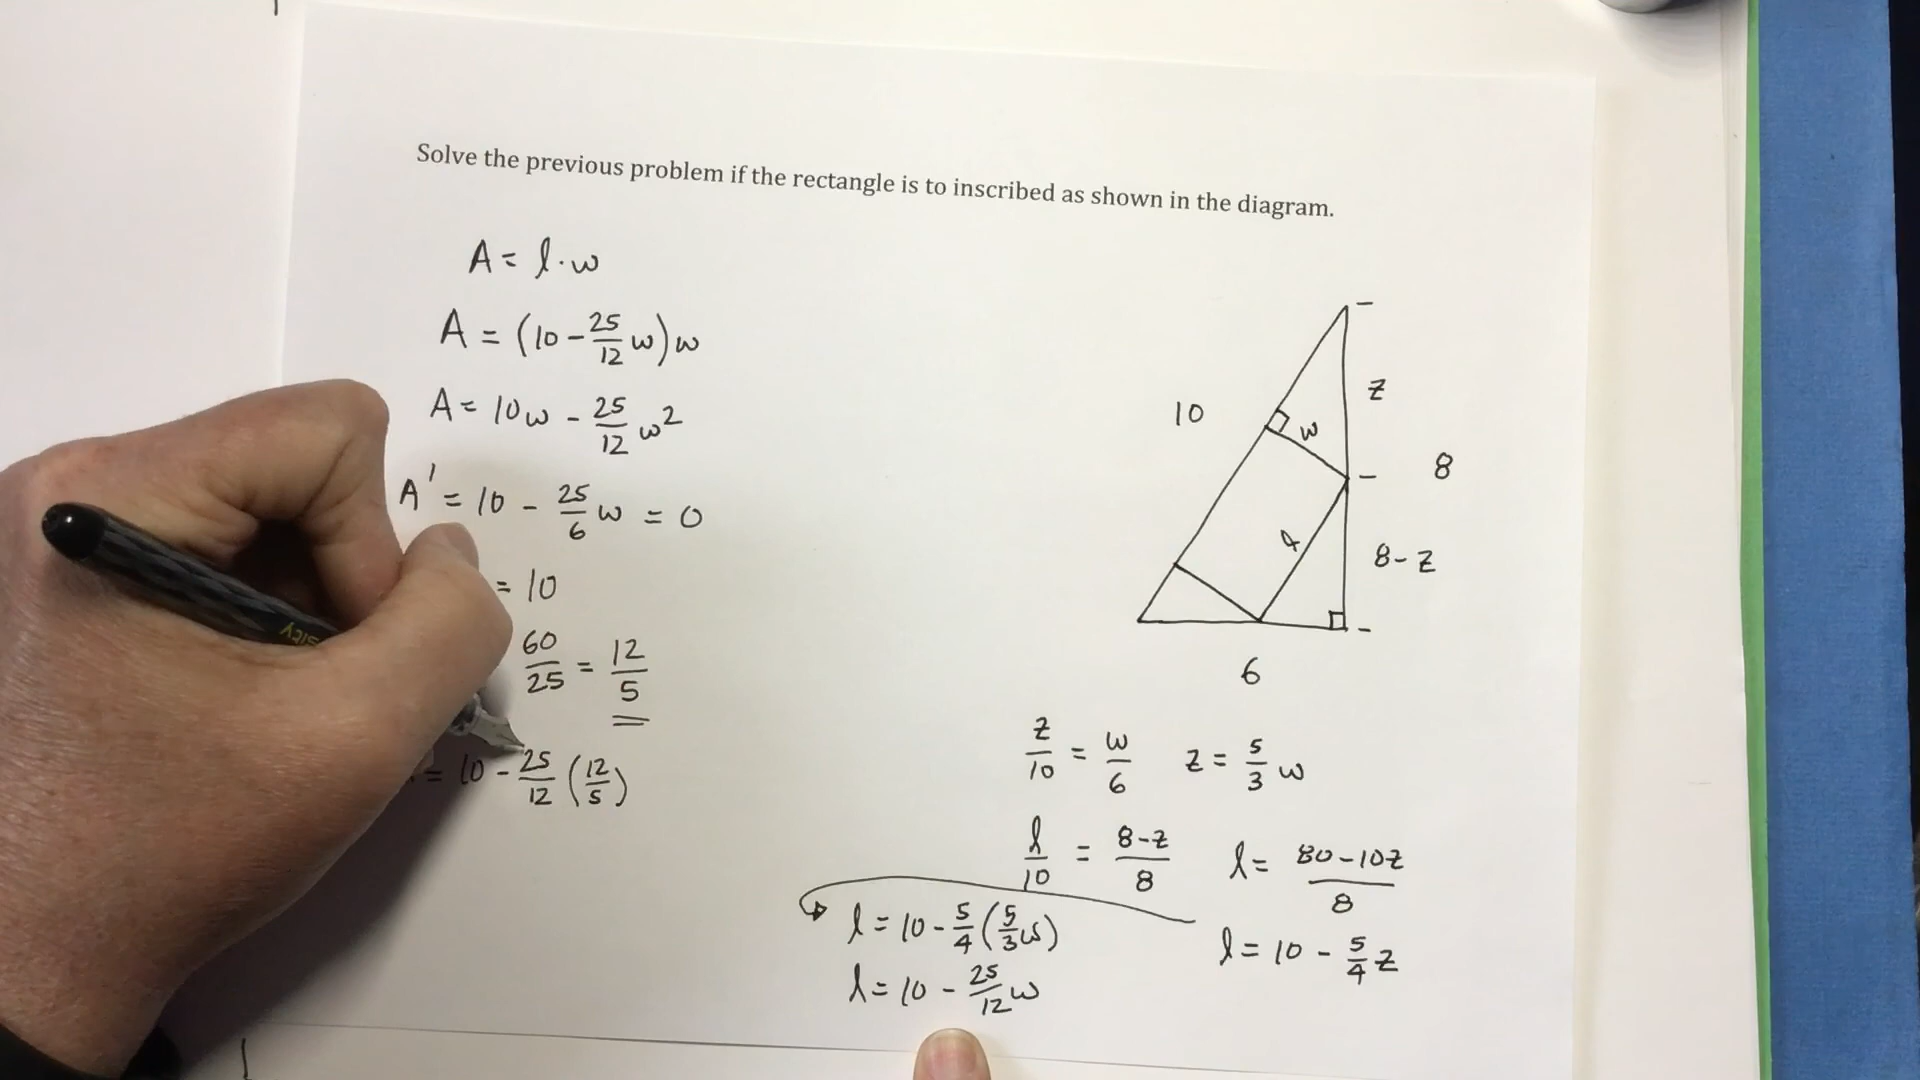 Solve the previous problem if the rectangle is to inscribed as shown in the diagram.
A = l·w
A = (10 - 25/12 w)w
A = 10w - 25/12 w²
A' = 10 - 25/6 w = 0
= 10
60/25 = 12/5
= 10 - 25/12 (12/5)
10
z
w
8
l
8-z
6
z/10 = w/6 z = 5/3 w
l/10 = 8-z/8 l = 80-10z/8
l = 10 - 5/4 (5/3 w) l = 10 - 5/4 z
l = 10 - 25/12 w